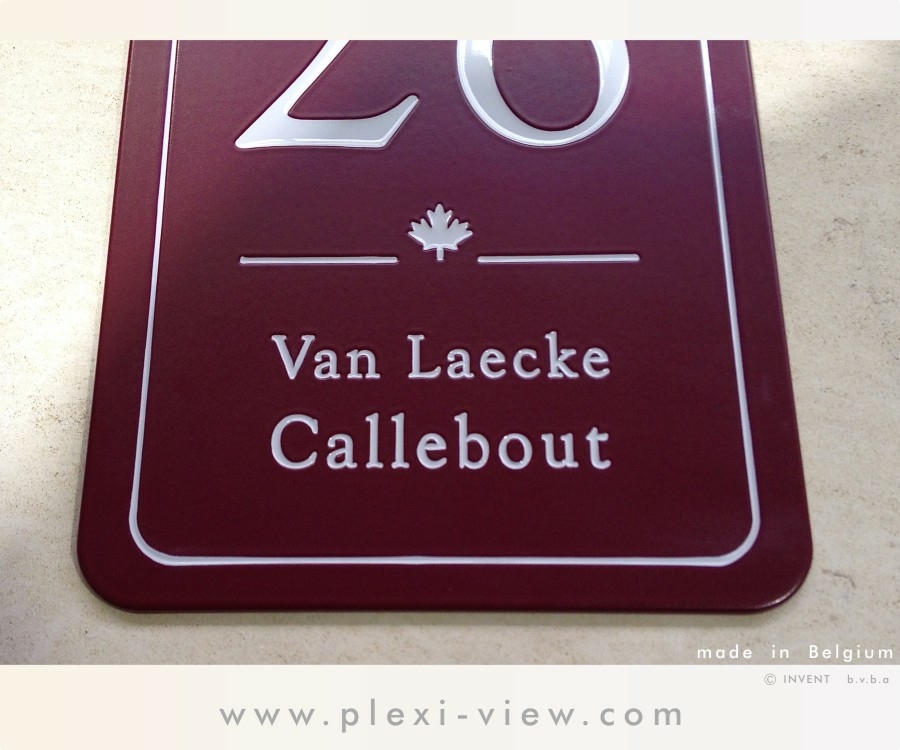 Van Laecke
Callebout
made in Belgium
© INVENT b.v.b.a
www.plexi-view.com